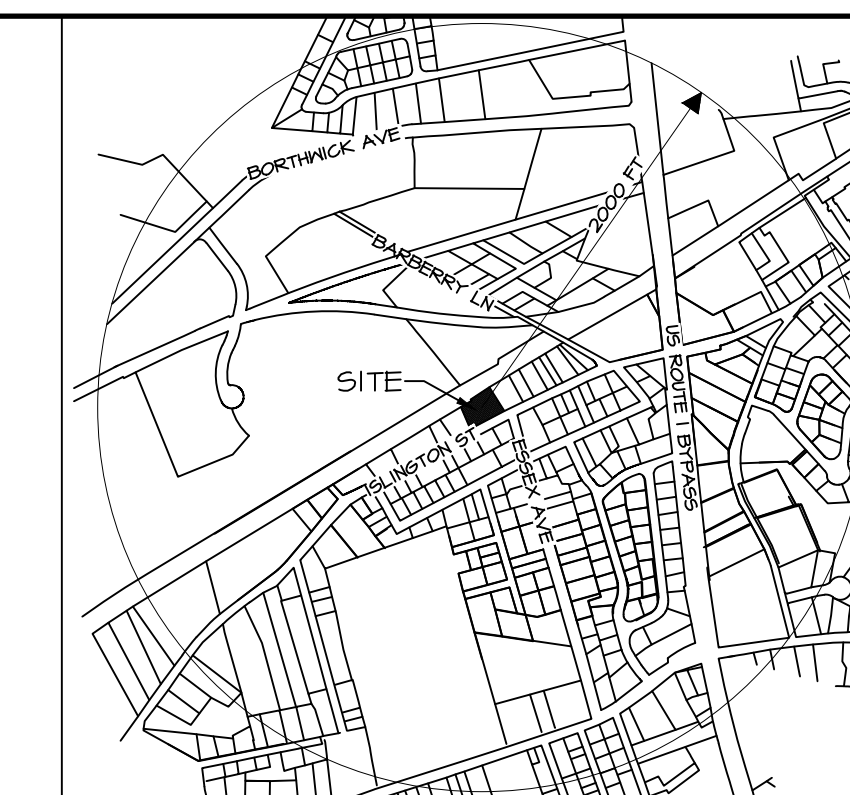 BORTHWICK AVE
2000 FT
BARBERRY LN
SITE
ISLINGTON ST
ESSEX AVE
US ROUTE 1 BYPASS